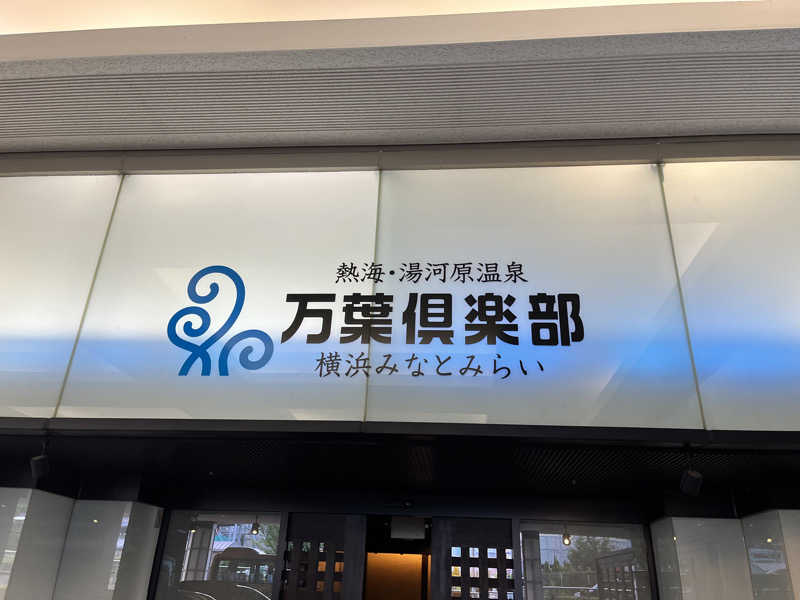 熱海・湯河原温泉
万葉倶楽部
横浜みなとみらい